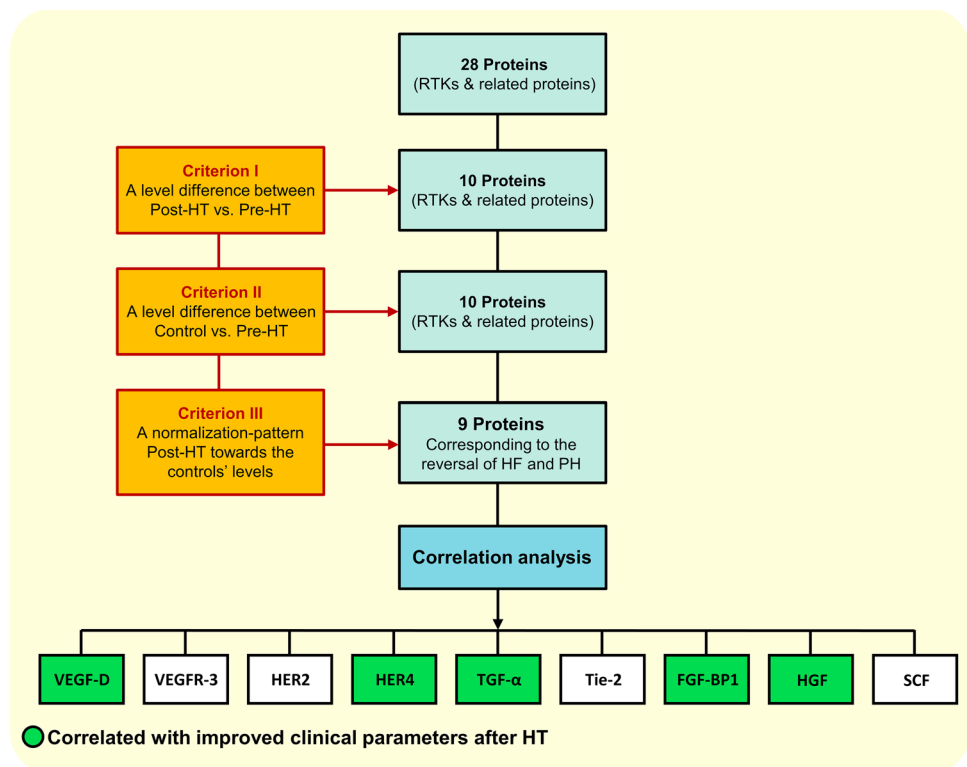 28 Proteins
(RTKs & related proteins)
Criterion I
A level difference between
Post-HT vs. Pre-HT
10 Proteins
(RTKs & related proteins)
Criterion II
A level difference between
Control vs. Pre-HT
10 Proteins
(RTKs & related proteins)
Criterion III
A normalization-pattern
Post-HT towards the
controls' levels
9 Proteins
Corresponding to the
reversal of HF and PH
Correlation analysis
VEGF-D
VEGFR-3
HER2
HER4
TGF-α
Tie-2
FGF-BP1
HGF
SCF
Correlated with improved clinical parameters after HT